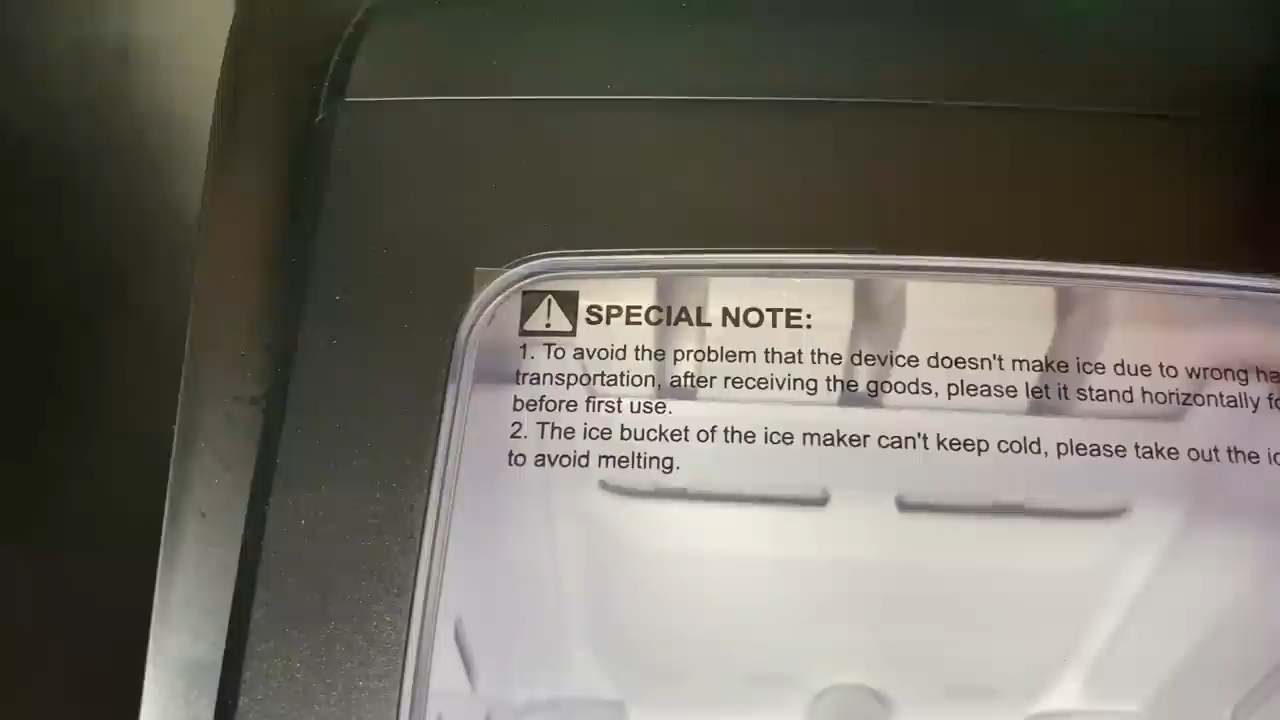 SPECIAL NOTE:
1. To avoid the problem that the device doesn't make ice due to wrong
transportation, after receiving the goods, please let it stand horizontally
before first use.
2. The ice bucket of the ice maker can't keep cold, please take out the
to avoid melting.